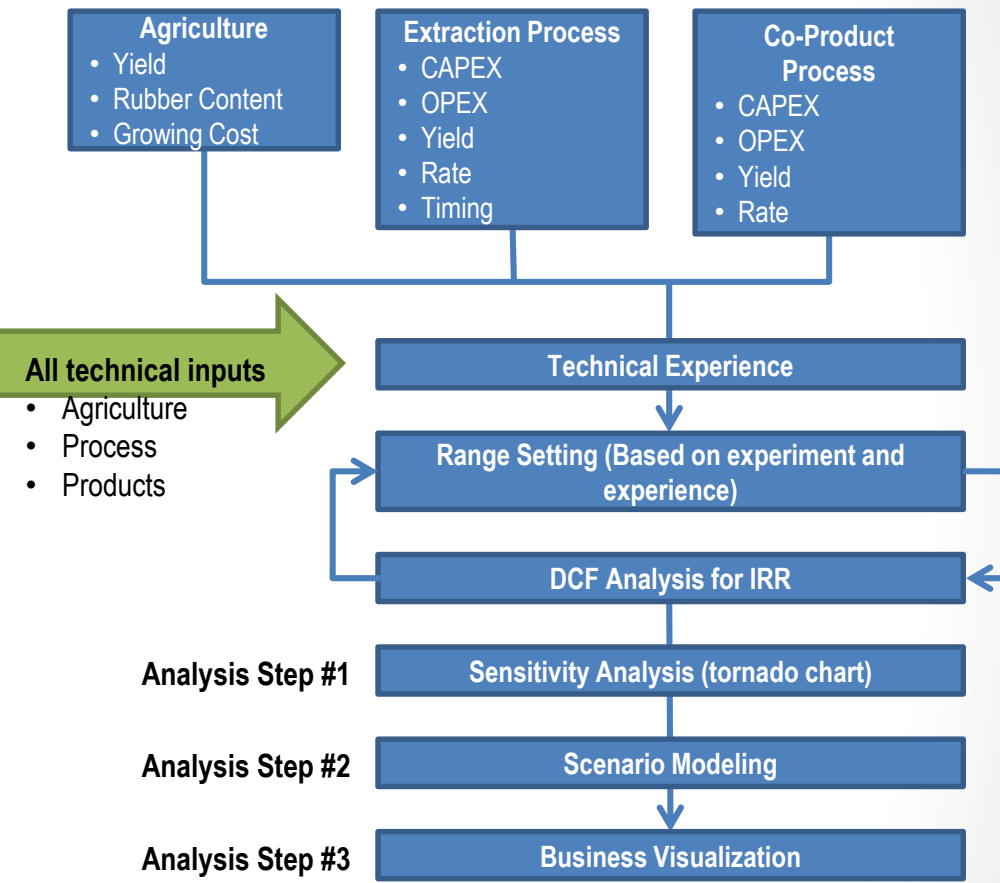 Agriculture
• Yield
• Rubber Content
• Growing Cost
Extraction Process
• CAPEX
• OPEX
• Yield
• Rate
• Timing
Co-Product
Process
• CAPEX
• OPEX
• Yield
• Rate
All technical inputs
• Agriculture
• Process
• Products
Technical Experience
Range Setting (Based on experiment and
experience)
DCF Analysis for IRR
Analysis Step #1
Sensitivity Analysis (tornado chart)
Analysis Step #2
Scenario Modeling
Analysis Step #3
Business Visualization